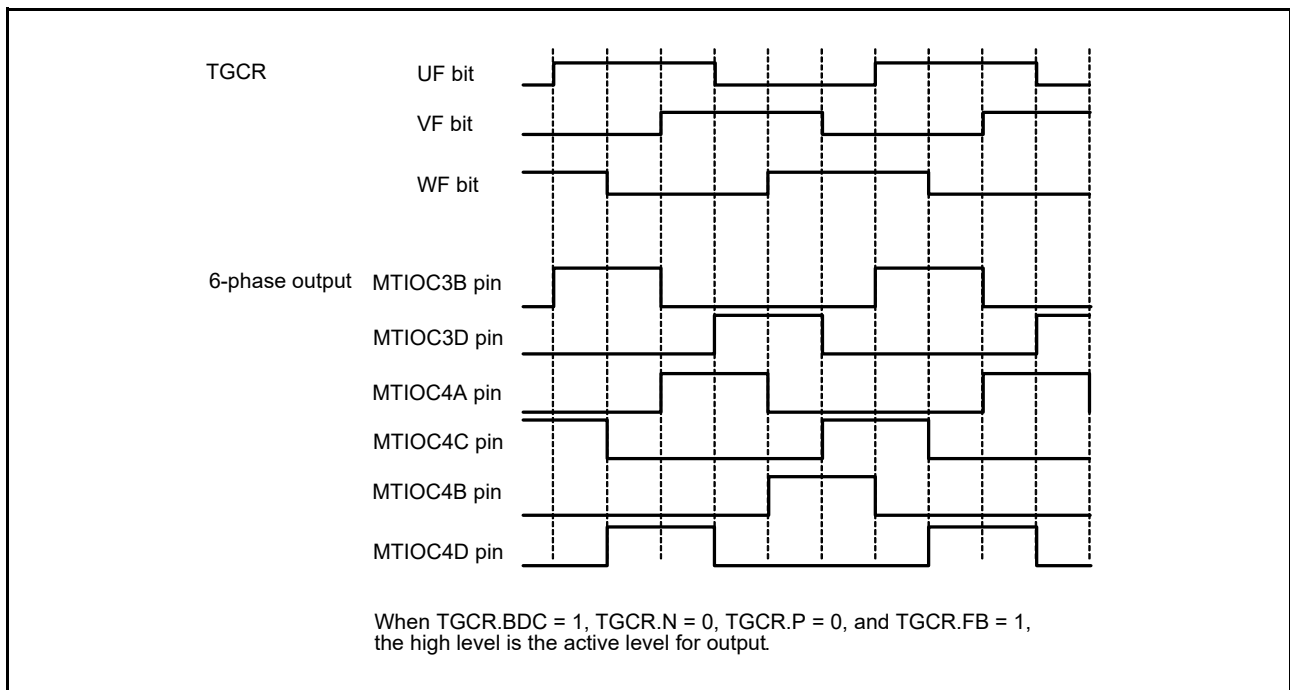 TGCR UF bit
VF bit
WF bit
6-phase output MTIOC3B pin
MTIOC3D pin
MTIOC4A pin
MTIOC4C pin
MTIOC4B pin
MTIOC4D pin
When TGCR.BDC = 1, TGCR.N = 0, TGCR.P = 0, and TGCR.FB = 1,
the high level is the active level for output.